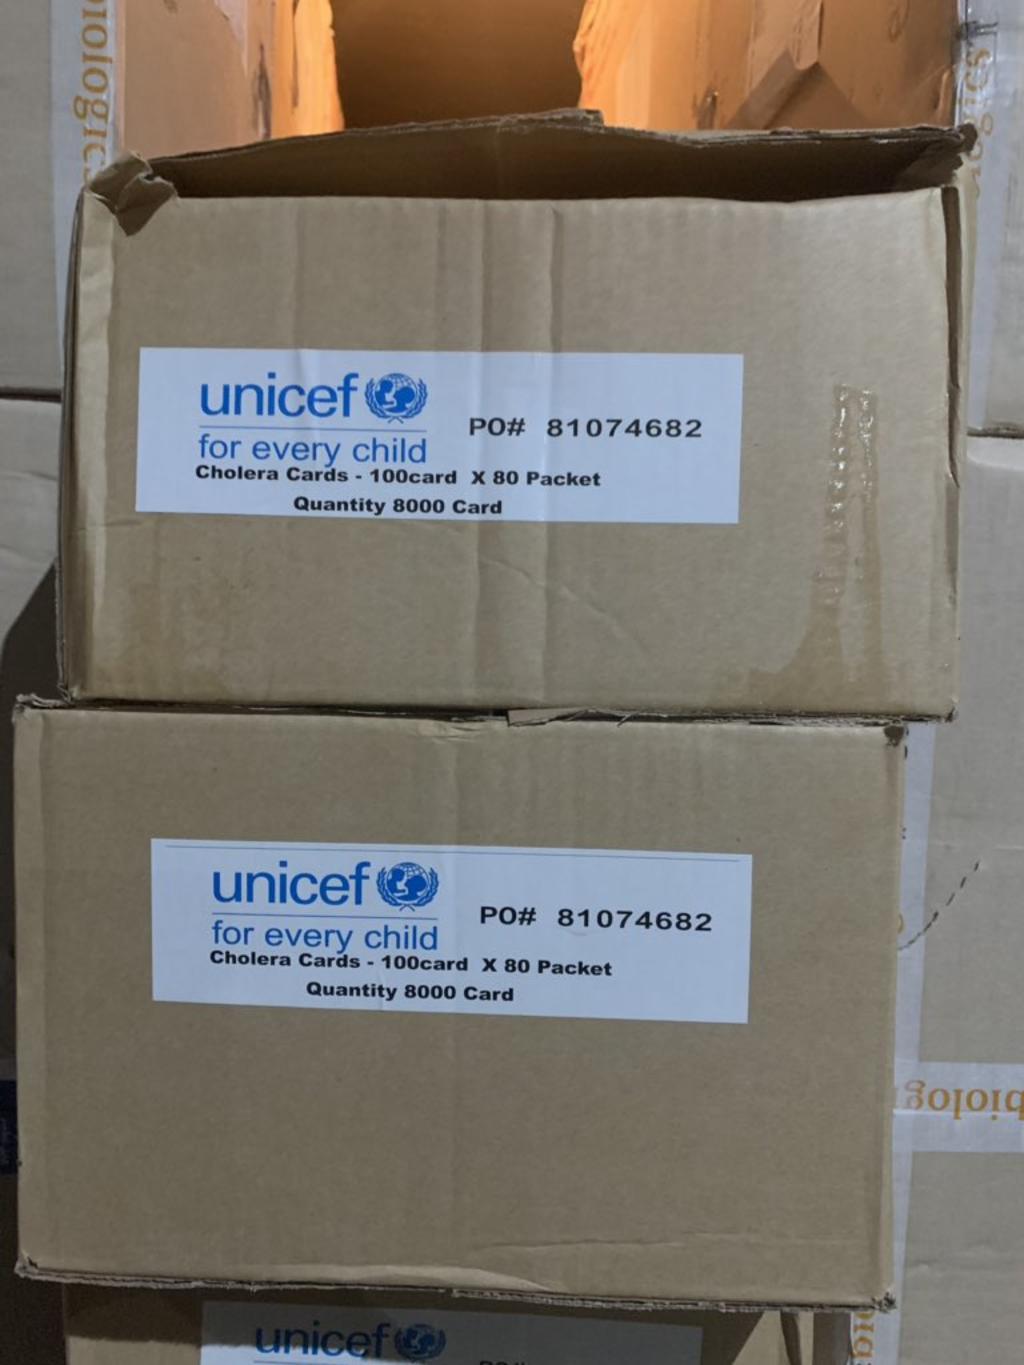 biologics
unicef
for every child
PO# 81074682
Cholera Cards - 100card X 80 Packet
Quantity 8000 Card
unicef
for every child
PO# 81074682
Cholera Cards - 100card X 80 Packet
Quantity 8000 Card
unicef